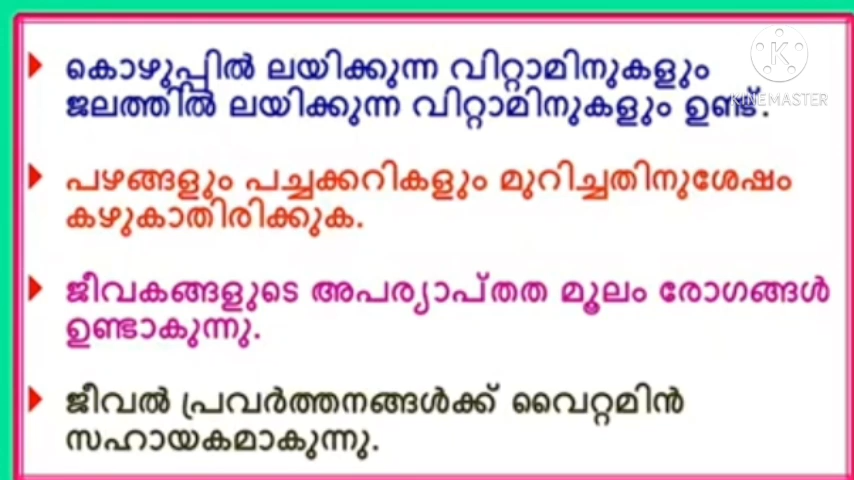 കൊഴുപ്പിൽ ലയിക്കുന്ന വിറ്റാമിനുകളും
ജലത്തിൽ ലയിക്കുന്ന വിറ്റാമിനുകളും ഉണ്ട്.
പഴങ്ങളും പച്ചക്കറികളും മുറിച്ചതിനുശേഷം
കഴുകാതിരിക്കുക.
ജീവകങ്ങളുടെ അപര്യാപ്തത മൂലം രോഗങ്ങൾ
ഉണ്ടാകുന്നു.
ജീവൽ പ്രവർത്തനങ്ങൾക്ക് വൈറ്റമിൻ
സഹായകമാകുന്നു.
K
KINEMASTER